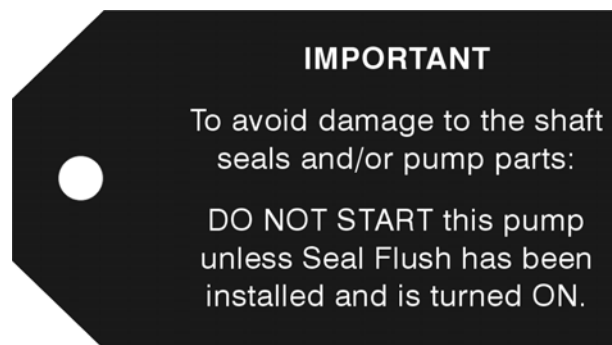 IMPORTANT
To avoid damage to the shaft
seals and/or pump parts:
DO NOT START this pump
unless Seal Flush has been
installed and is turned ON.